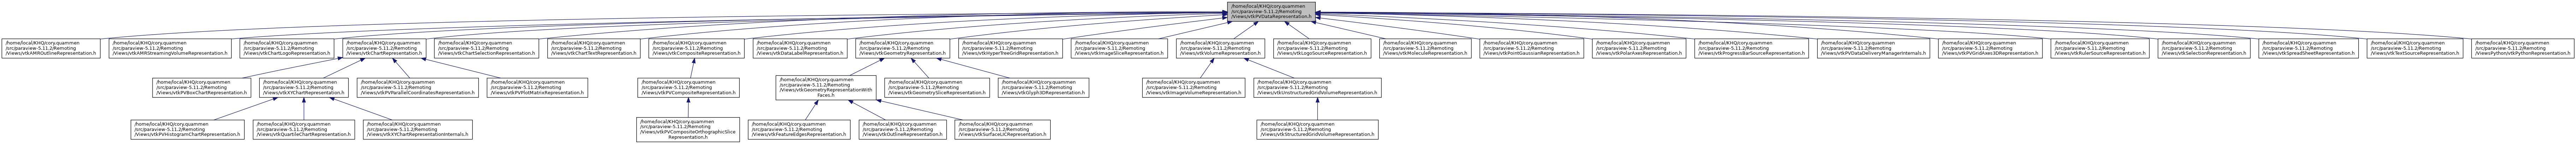 /home/local/KHQ/cory.quammen
/src/paraview-5.11.2/Remoting
/Views/vtkPVDataRepresentation.h
/home/local/KHQ/cory.quammen
/src/paraview-5.11.2/Remoting
/Views/vtkAMROutlineRepresentation.h
/home/local/KHQ/cory.quammen
/src/paraview-5.11.2/Remoting
/Views/vtkAMRStreamingVolumeRepresentation.h
/home/local/KHQ/cory.quammen
/src/paraview-5.11.2/Remoting
/Views/vtkChartLogoRepresentation.h
/home/local/KHQ/cory.quammen
/src/paraview-5.11.2/Remoting
/Views/vtkChartRepresentation.h
/home/local/KHQ/cory.quammen
/src/paraview-5.11.2/Remoting
/Views/vtkChartSelectionRepresentation.h
/home/local/KHQ/cory.quammen
/src/paraview-5.11.2/Remoting
/Views/vtkChartTextRepresentation.h
/home/local/KHQ/cory.quammen
/src/paraview-5.11.2/Remoting
/Views/vtkCompositeRepresentation.h
/home/local/KHQ/cory.quammen
/src/paraview-5.11.2/Remoting
/Views/vtkDataLabelRepresentation.h
/home/local/KHQ/cory.quammen
/src/paraview-5.11.2/Remoting
/Views/vtkGeometryRepresentation.h
/home/local/KHQ/cory.quammen
/src/paraview-5.11.2/Remoting
/Views/vtkHyperTreeGridRepresentation.h
/home/local/KHQ/cory.quammen
/src/paraview-5.11.2/Remoting
/Views/vtkImageSliceRepresentation.h
/home/local/KHQ/cory.quammen
/src/paraview-5.11.2/Remoting
/Views/vtkVolumeRepresentation.h
/home/local/KHQ/cory.quammen
/src/paraview-5.11.2/Remoting
/Views/vtkLogoSourceRepresentation.h
/home/local/KHQ/cory.quammen
/src/paraview-5.11.2/Remoting
/Views/vtkMoleculeRepresentation.h
/home/local/KHQ/cory.quammen
/src/paraview-5.11.2/Remoting
/Views/vtkPointGaussianRepresentation.h
/home/local/KHQ/cory.quammen
/src/paraview-5.11.2/Remoting
/Views/vtkPolarAxesRepresentation.h
/home/local/KHQ/cory.quammen
/src/paraview-5.11.2/Remoting
/Views/vtkProgressBarSourceRepresentation.h
/home/local/KHQ/cory.quammen
/src/paraview-5.11.2/Remoting
/Views/vtkPVDataDeliveryManagerInternals.h
/home/local/KHQ/cory.quammen
/src/paraview-5.11.2/Remoting
/Views/vtkPVGridAxes3DRepresentation.h
/home/local/KHQ/cory.quammen
/src/paraview-5.11.2/Remoting
/Views/vtkRulerSourceRepresentation.h
/home/local/KHQ/cory.quammen
/src/paraview-5.11.2/Remoting
/Views/vtkSelectionRepresentation.h
/home/local/KHQ/cory.quammen
/src/paraview-5.11.2/Remoting
/Views/vtkSpreadSheetRepresentation.h
/home/local/KHQ/cory.quammen
/src/paraview-5.11.2/Remoting
/Views/vtkTextSourceRepresentation.h
/home/local/KHQ/cory.quammen
/src/paraview-5.11.2/Remoting
/Views/Python/vtkPythonRepresentation.h
/home/local/KHQ/cory.quammen
/src/paraview-5.11.2/Remoting
/Views/vtkPVBoxChartRepresentation.h
/home/local/KHQ/cory.quammen
/src/paraview-5.11.2/Remoting
/Views/vtkXYChartRepresentation.h
/home/local/KHQ/cory.quammen
/src/paraview-5.11.2/Remoting
/Views/vtkPVParallelCoordinatesRepresentation.h
/home/local/KHQ/cory.quammen
/src/paraview-5.11.2/Remoting
/Views/vtkPVPlotMatrixRepresentation.h
/home/local/KHQ/cory.quammen
/src/paraview-5.11.2/Remoting
/Views/vtkPVCompositeRepresentation.h
/home/local/KHQ/cory.quammen
/src/paraview-5.11.2/Remoting
/Views/vtkGeometryRepresentationWith
Faces.h
/home/local/KHQ/cory.quammen
/src/paraview-5.11.2/Remoting
/Views/vtkGeometrySliceRepresentation.h
/home/local/KHQ/cory.quammen
/src/paraview-5.11.2/Remoting
/Views/vtkGlyph3DRepresentation.h
/home/local/KHQ/cory.quammen
/src/paraview-5.11.2/Remoting
/Views/vtkImageVolumeRepresentation.h
/home/local/KHQ/cory.quammen
/src/paraview-5.11.2/Remoting
/Views/vtkUnstructuredGridVolumeRepresentation.h
/home/local/KHQ/cory.quammen
/src/paraview-5.11.2/Remoting
/Views/vtkPVHistogramChartRepresentation.h
/home/local/KHQ/cory.quammen
/src/paraview-5.11.2/Remoting
/Views/vtkQuartileChartRepresentation.h
/home/local/KHQ/cory.quammen
/src/paraview-5.11.2/Remoting
/Views/vtkXYChartRepresentationInternals.h
/home/local/KHQ/cory.quammen
/src/paraview-5.11.2/Remoting
/Views/vtkPVCompositeOrthographicSlice
Representation.h
/home/local/KHQ/cory.quammen
/src/paraview-5.11.2/Remoting
/Views/vtkFeatureEdgesRepresentation.h
/home/local/KHQ/cory.quammen
/src/paraview-5.11.2/Remoting
/Views/vtkOutlineRepresentation.h
/home/local/KHQ/cory.quammen
/src/paraview-5.11.2/Remoting
/Views/vtkSurfaceLICRepresentation.h
/home/local/KHQ/cory.quammen
/src/paraview-5.11.2/Remoting
/Views/vtkStructuredGridVolumeRepresentation.h